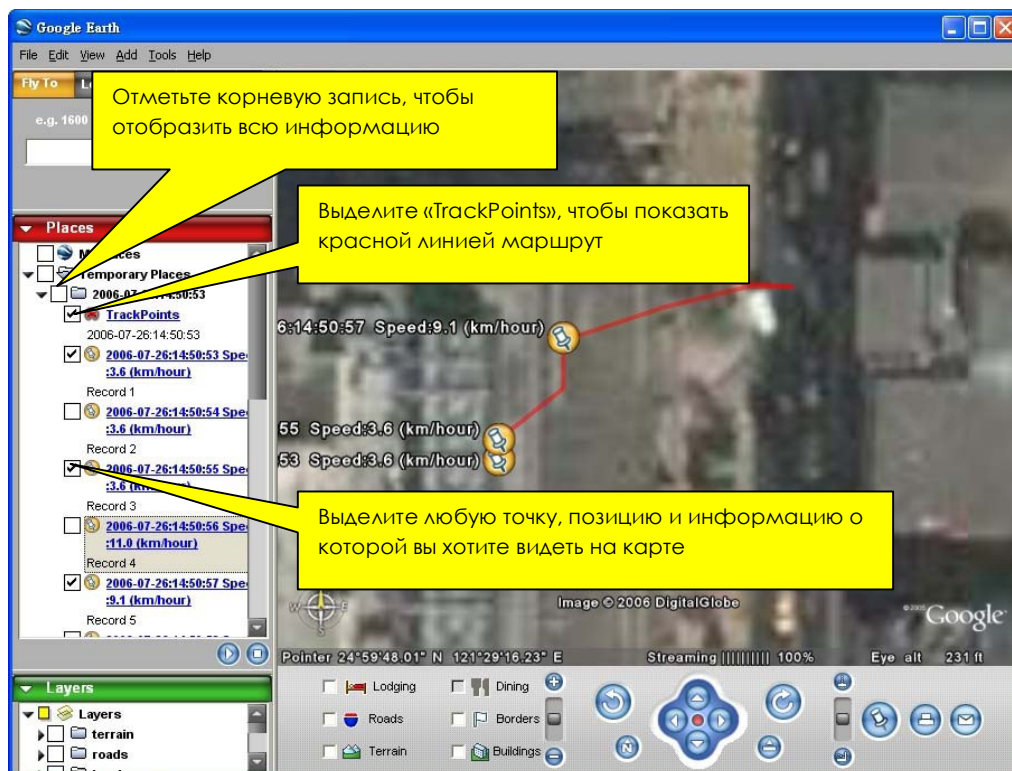 Google Earth
File Edit View Add Tools Help
Fly To
e.g. 1600
Отметьте корневую запись, чтобы
отобразить всю информацию
Выделите «TrackPoints», чтобы показать
красной линией маршрут
Places
Temporary Places
TrackPoints
2006-07-26:14:50:53
2006-07-26:14:50:53 Spe
:3.6 (km/hour)
Record 1
2006-07-26:14:50:54 Spe
:3.6 (km/hour)
Record 2
2006-07-26:14:50:55 Spe
:3.6
Record 3
2006-07-26:14:50:56 Spe
:11.0 (km/hour)
Record 4
2006-07-26:14:50:57 Spe
:9.1 (km/hour)
Record 5
6:14:50:57 Speed:9.1 (km/hour)
55 Speed:3.6 (km/hour)
53 Speed:3.6 (km/hour)
Выделите любую точку, позицию и информацию о
которой вы хотите видеть на карте
W E
Image © 2006 DigitalGlobe
Google
Pointer 24°59'48.01" N 121°29'16.23" E Streaming |||||||||| 100% Eye alt 231 ft
Layers
Layers
terrain
roads
Lodging Dining
Roads Borders
Terrain Buildings
N